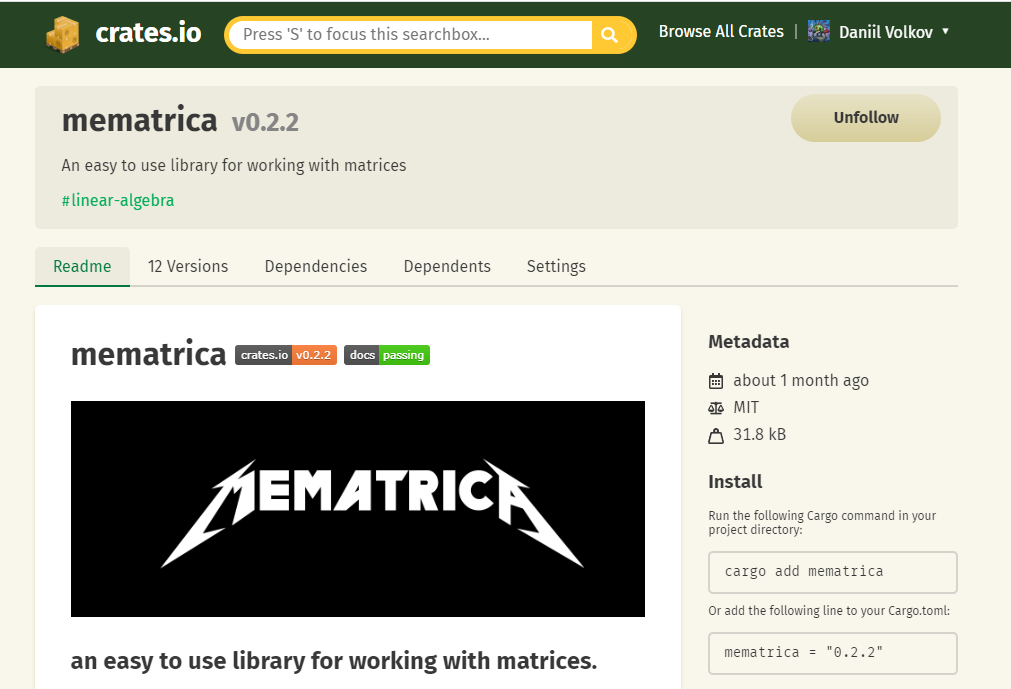 crates.io
Press 'S' to focus this searchbox...
Browse All Crates | Daniil Volkov ▼
mematrica v0.2.2
Unfollow
An easy to use library for working with matrices
#linear-algebra
Readme 12 Versions Dependencies Dependents Settings
mematrica crates.io v0.2.2 docs passing
MEMATRICA
an easy to use library for working with matrices.
Metadata
about 1 month ago
MIT
31.8 kB
Install
Run the following Cargo command in your
project directory:
cargo add mematrica
Or add the following line to your Cargo.toml:
mematrica = "0.2.2"